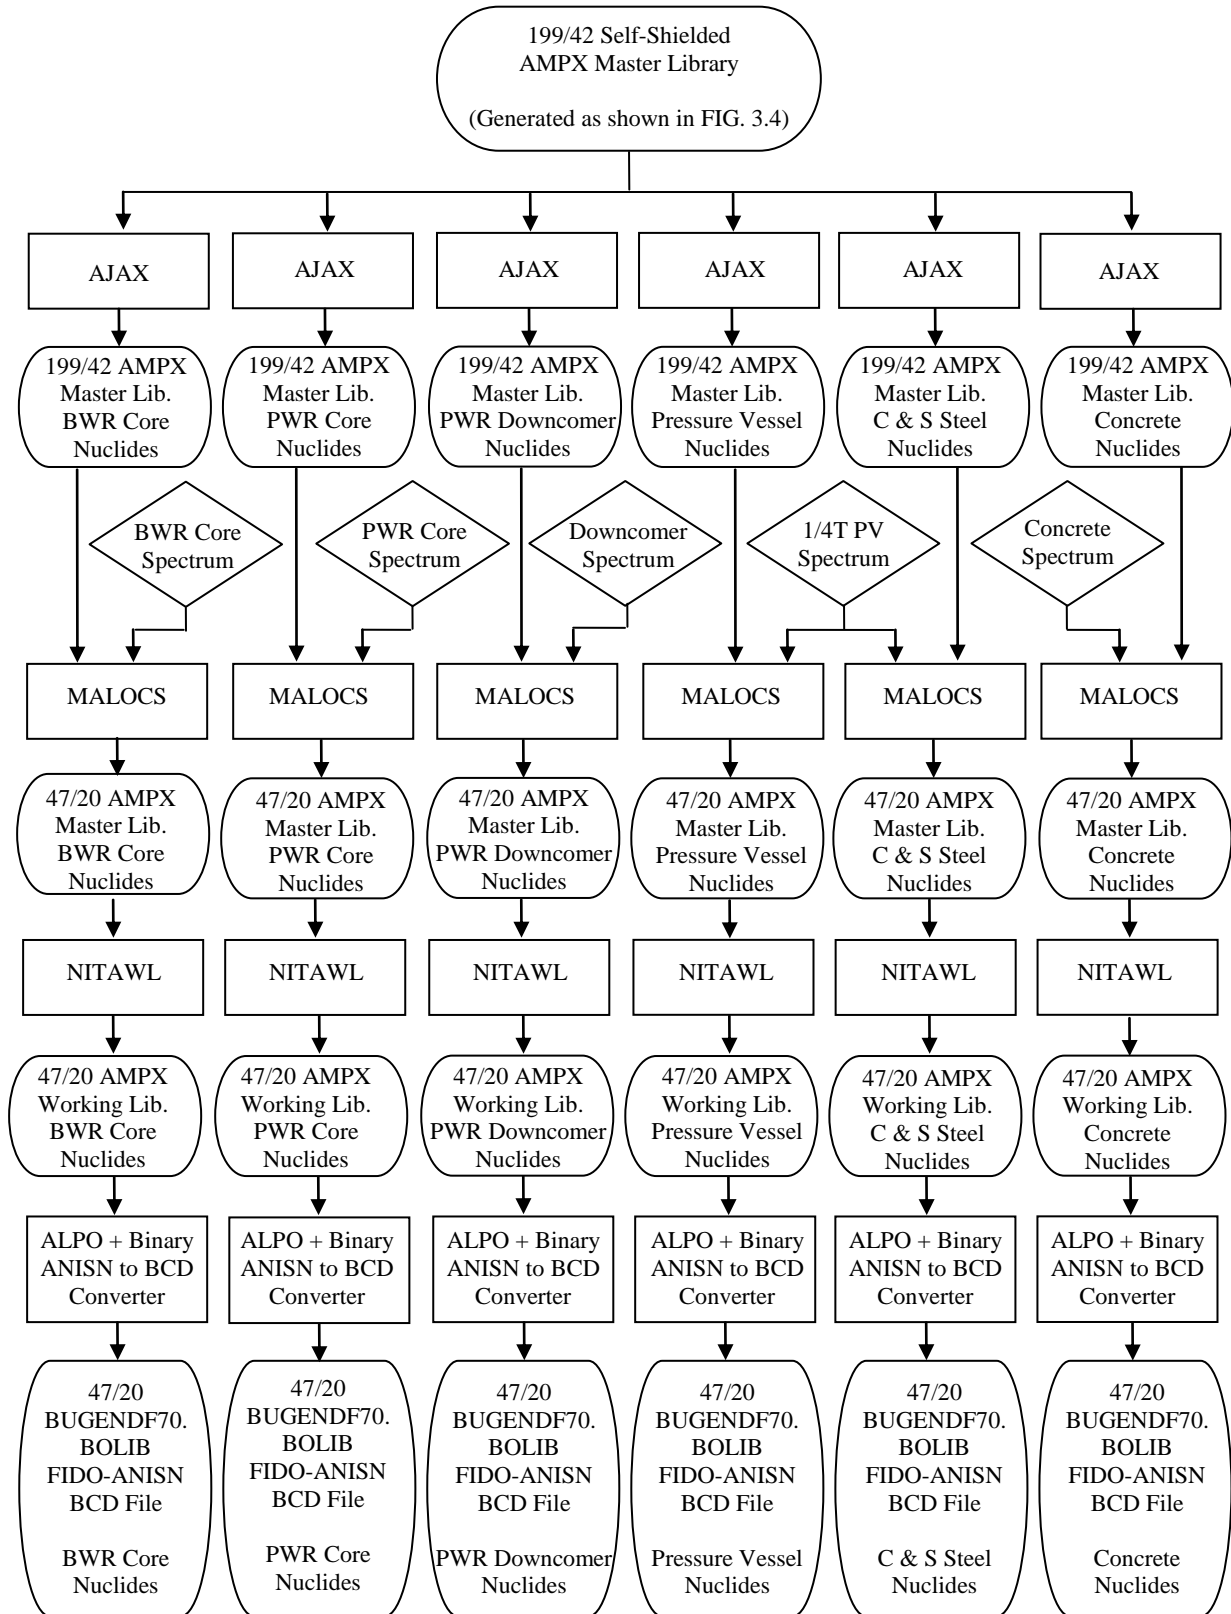 199/42 Self-Shielded
AMPX Master Library
(Generated as shown in FIG. 3.4)
AJAX
AJAX
AJAX
AJAX
AJAX
AJAX
199/42 AMPX
Master Lib.
BWR Core
Nuclides
199/42 AMPX
Master Lib.
PWR Core
Nuclides
199/42 AMPX
Master Lib.
PWR Downcomer
Nuclides
199/42 AMPX
Master Lib.
Pressure Vessel
Nuclides
199/42 AMPX
Master Lib.
C & S Steel
Nuclides
199/42 AMPX
Master Lib.
Concrete
Nuclides
BWR Core
Spectrum
PWR Core
Spectrum
Downcomer
Spectrum
1/4T PV
Spectrum
Concrete
Spectrum
MALOCS
MALOCS
MALOCS
MALOCS
MALOCS
MALOCS
47/20 AMPX
Master Lib.
BWR Core
Nuclides
47/20 AMPX
Master Lib.
PWR Core
Nuclides
47/20 AMPX
Master Lib.
PWR Downcomer
Nuclides
47/20 AMPX
Master Lib.
Pressure Vessel
Nuclides
47/20 AMPX
Master Lib.
C & S Steel
Nuclides
47/20 AMPX
Master Lib.
Concrete
Nuclides
NITAWL
NITAWL
NITAWL
NITAWL
NITAWL
NITAWL
47/20 AMPX
Working Lib.
BWR Core
Nuclides
47/20 AMPX
Working Lib.
PWR Core
Nuclides
47/20 AMPX
Working Lib.
PWR Downcomer
Nuclides
47/20 AMPX
Working Lib.
Pressure Vessel
Nuclides
47/20 AMPX
Working Lib.
C & S Steel
Nuclides
47/20 AMPX
Working Lib.
Concrete
Nuclides
ALPO + Binary
ANISN to BCD
Converter
ALPO + Binary
ANISN to BCD
Converter
ALPO + Binary
ANISN to BCD
Converter
ALPO + Binary
ANISN to BCD
Converter
ALPO + Binary
ANISN to BCD
Converter
ALPO + Binary
ANISN to BCD
Converter
47/20
BUGENDF70.
BOLIB
FIDO-ANISN
BCD File
BWR Core
Nuclides
47/20
BUGENDF70.
BOLIB
FIDO-ANISN
BCD File
PWR Core
Nuclides
47/20
BUGENDF70.
BOLIB
FIDO-ANISN
BCD File
PWR Downcomer
Nuclides
47/20
BUGENDF70.
BOLIB
FIDO-ANISN
BCD File
Pressure Vessel
Nuclides
47/20
BUGENDF70.
BOLIB
FIDO-ANISN
BCD File
C & S Steel
Nuclides
47/20
BUGENDF70.
BOLIB
FIDO-ANISN
BCD File
Concrete
Nuclides